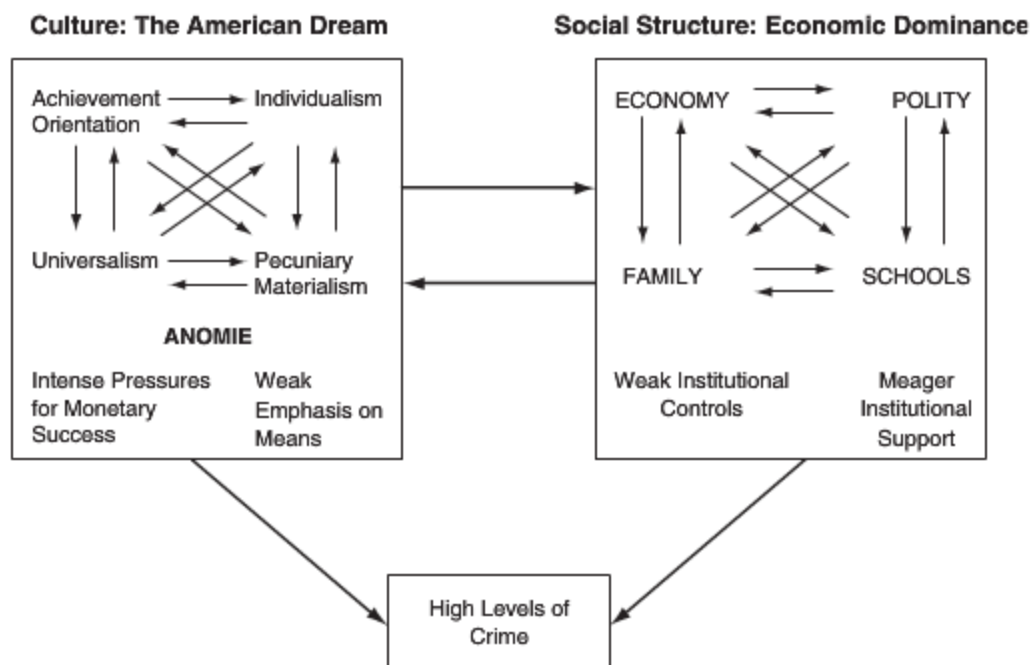 Culture: The American Dream
Achievement
Orientation
Individualism
Universalism
Pecuniary
Materialism
ANOMIE
Intense Pressures
for Monetary
Success
Weak
Emphasis on
Means
Social Structure: Economic Dominance
ECONOMY
POLITY
FAMILY
SCHOOLS
Weak Institutional
Controls
Meager
Institutional
Support
High Levels of
Crime